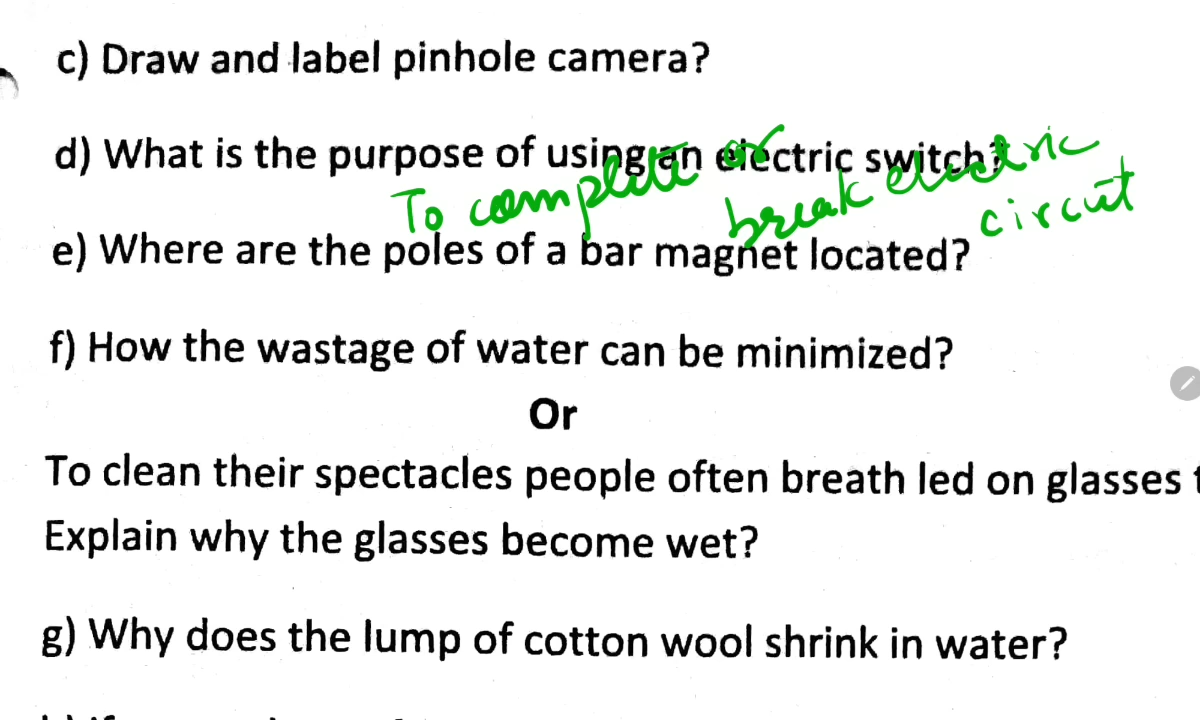 c) Draw and label pinhole camera?
d) What is the purpose of using an electric switch?
To complete or break electric circuit
e) Where are the poles of a bar magnet located?
f) How the wastage of water can be minimized?
Or
To clean their spectacles people often breath led on glasses
Explain why the glasses become wet?
g) Why does the lump of cotton wool shrink in water?